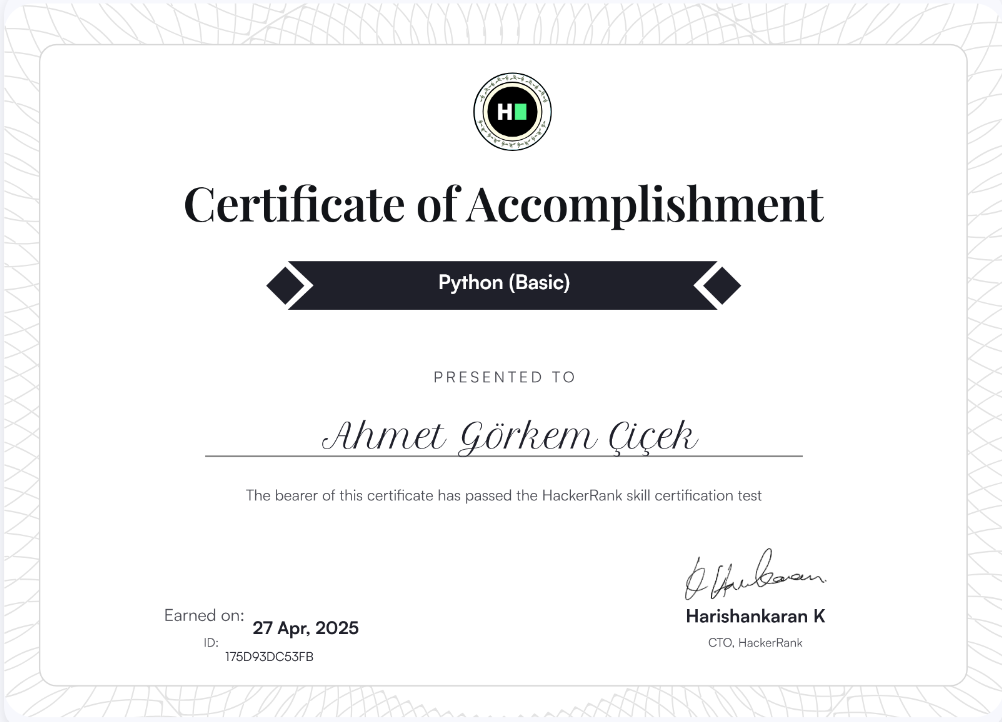 H
Certificate of Accomplishment
Python (Basic)
PRESENTED TO
Ahmet Görkem Çiçek
The bearer of this certificate has passed the HackerRank skill certification test
Earned on: 27 Apr, 2025
ID: 175D93DC53FB
Harishankaran K
CTO, HackerRank